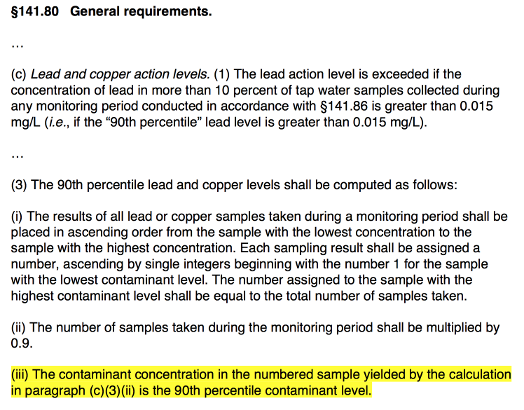 §141.80 General requirements.
...
(c) Lead and copper action levels. (1) The lead action level is exceeded if the
concentration of lead in more than 10 percent of tap water samples collected during
any monitoring period conducted in accordance with §141.86 is greater than 0.015
mg/L (i.e., if the “90th percentile” lead level is greater than 0.015 mg/L).
...
(3) The 90th percentile lead and copper levels shall be computed as follows:
(i) The results of all lead or copper samples taken during a monitoring period shall be
placed in ascending order from the sample with the lowest concentration to the
sample with the highest concentration. Each sampling result shall be assigned a
number, ascending by single integers beginning with the number 1 for the sample
with the lowest contaminant level. The number assigned to the sample with the
highest contaminant level shall be equal to the total number of samples taken.
(ii) The number of samples taken during the monitoring period shall be multiplied by
0.9.
(iii) The contaminant concentration in the numbered sample yielded by the calculation
in paragraph (c)(3)(ii) is the 90th percentile contaminant level.